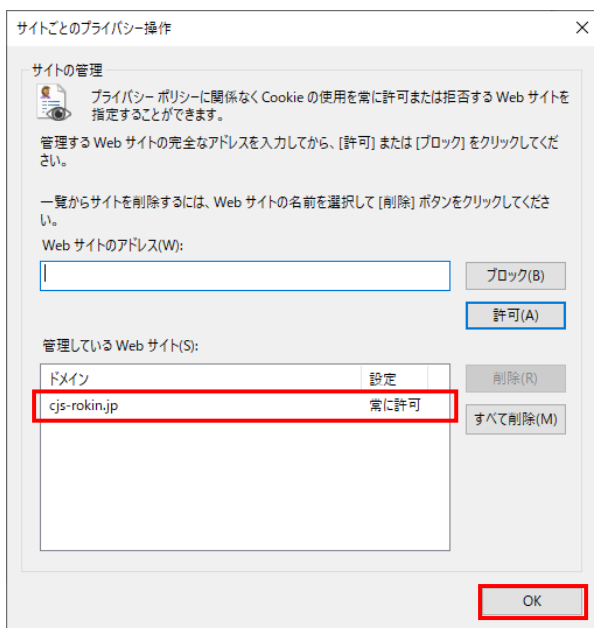 サイトごとのプライバシー操作
サイトの管理
プライバシー ポリシーに関係なく Cookie の使用を常に許可または拒否する Web サイトを
指定することができます。
管理する Web サイトの完全なアドレスを入力してから、[許可] または [ブロック] をクリックしてくだ
さい。
一覧からサイトを削除するには、Web サイトの名前を選択して [削除] ボタンをクリックしてくださ
い。
Web サイトのアドレス(W):
ブロック(B)
許可(A)
管理している Web サイト(S):
ドメイン 設定
削除(R)
cjs-rokin.jp 常に許可
すべて削除(M)
OK